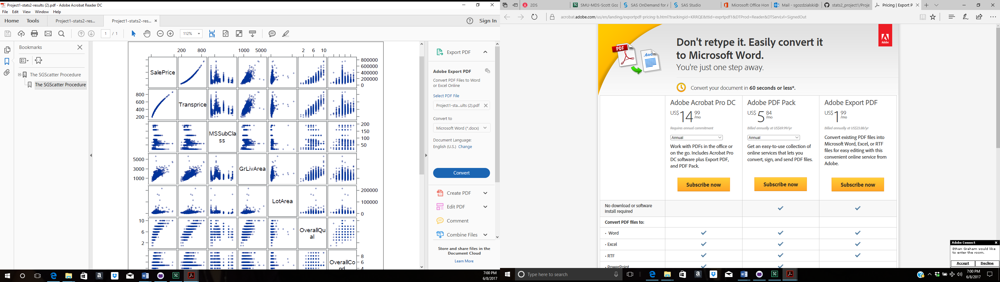 Project1-stats2-results (2).pdf - Adobe Acrobat Reader DC
File Edit View Window Help
Home Tools Project1-stats2-res... Project1-stats2-res... × Sign In
1 / 1 112%
Bookmarks
The SGScatter Procedure
The SGScatter Procedure
200 800 1000 5000 2 6 10
SalePrice
800000
600000
400000
200000
0
800
600
400
200
Transprice
MSSubCla
ss
200
150
100
50
5000
3000
1000
GrLivArea
LotArea
200000
100000
0
10
6
2
OverallQu
al
OverallCo
nd
8
6
4
Export PDF
Adobe Export PDF
Convert PDF Files to Word
or Excel Online
Select PDF File
Project1-sta...ults (2).pdf
Convert to
Microsoft Word (*.docx)
Document Language:
English (U.S.) Change
Convert
Create PDF
Edit PDF
Comment
Combine Files
Store and share files in the
Document Cloud
Learn More
7:00 PM
6/8/2017
2DS SMU-MDS-Scott Goz SAS OnDemand for A SAS Studio Microsoft Office Hon Mail - sgozdzialski@ stats2_project1/Proje Pricing | Export P
acrobat.adobe.com/us/en/landing/exportpdf-pricing-b.html?trackingid=KRRQE&ttid=exprtpdf1&DTProd=Reader&DTServLvl=SignedOut
Adobe
PDF
.doc
Don't retype it. Easily convert it
to Microsoft Word.
You're just one step away.
Convert your document in 60 seconds or less*.
Adobe Acrobat Pro DC Adobe PDF Pack Adobe Export PDF
US$ 14 99 /mo US$ 5 84 /mo US$ 1 99 /mo
Requires annual commitment Billed annually at US$69.99/yr Billed annually at US$23.88/yr
Annual Annual
Work with PDFs in the office or
on the go. Includes Acrobat Pro
DC software plus Export PDF,
and PDF Pack.
Get an easy-to-use collection of
online services that lets you
convert, sign, and send PDF files.
Convert existing PDF files into
Microsoft Word, Excel, or RTF
files for easy editing with this
convenient online service from
Adobe.
Subscribe now Subscribe now Subscribe now
No download or software
install required
Convert PDF files to:
• Word
• Excel
• RTF
• PowerPoint
Adobe Connect
Ethan Graham would like
to enter the room.
Accept Decline
Type here to search
7:00 PM
6/8/2017